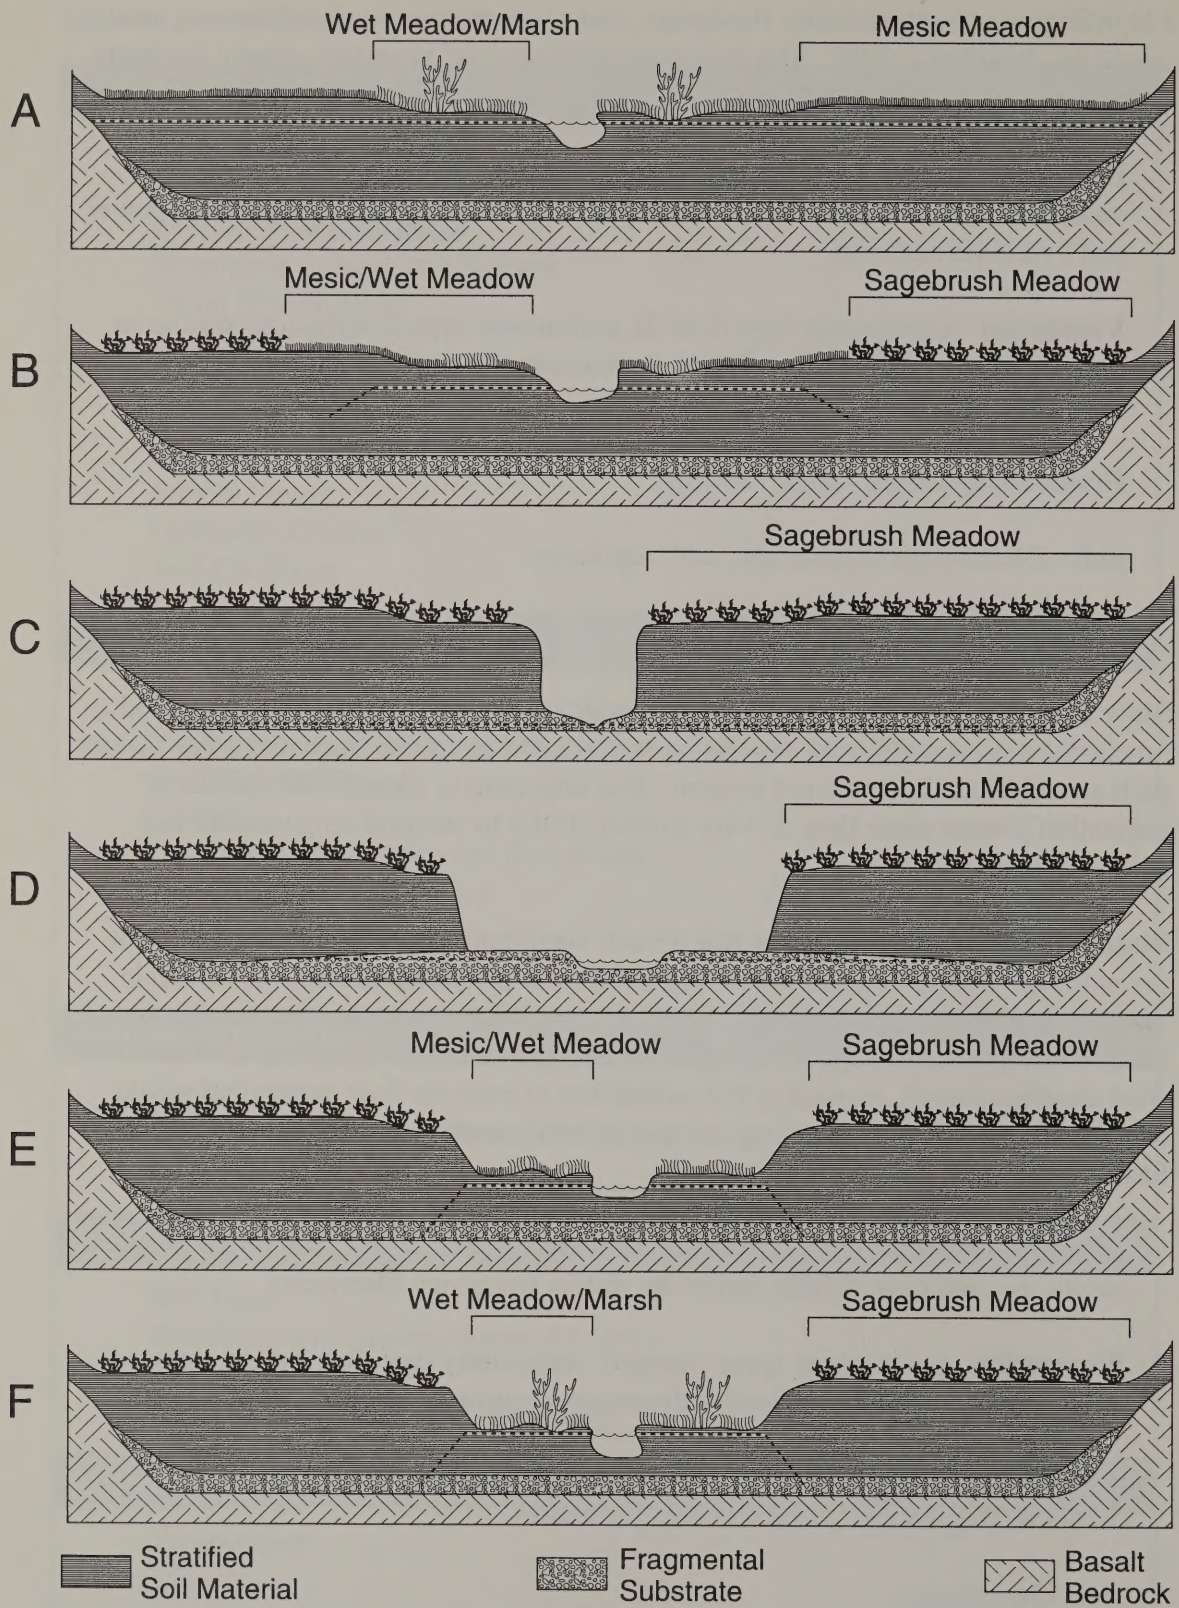 Wet Meadow/Marsh
Mesic Meadow
A
Mesic/Wet Meadow
Sagebrush Meadow
B
Sagebrush Meadow
C
Sagebrush Meadow
D
Mesic/Wet Meadow
Sagebrush Meadow
E
Wet Meadow/Marsh
Sagebrush Meadow
F
Stratified
Soil Material
Fragmental
Substrate
Basalt
Bedrock